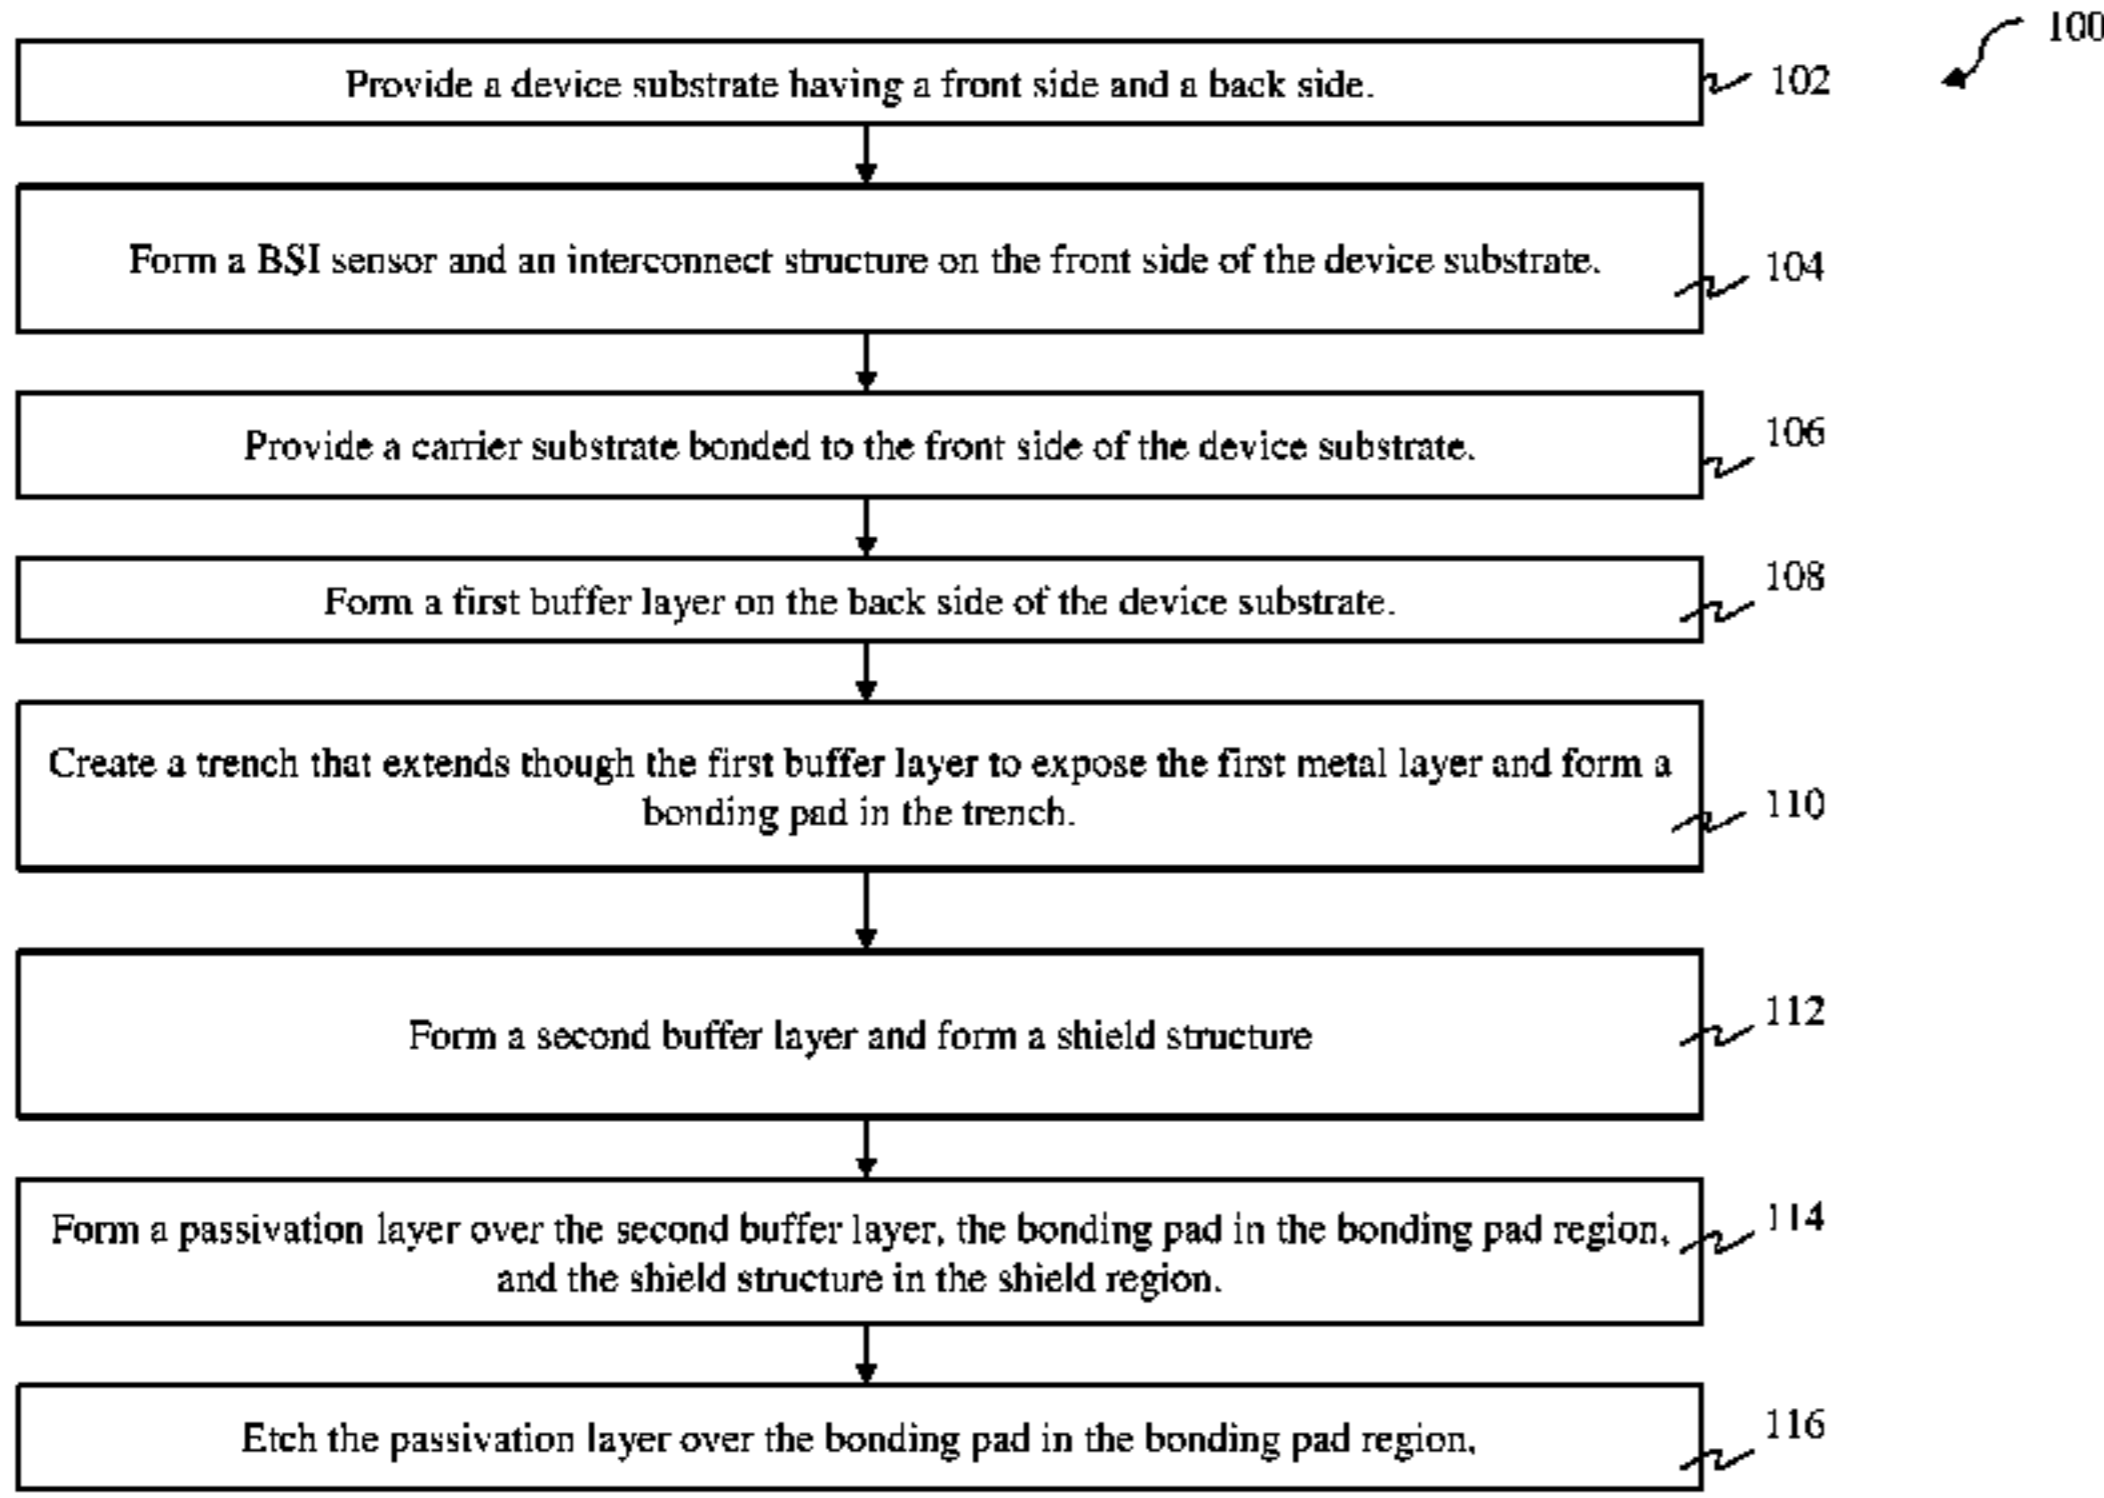 100
Provide a device substrate having a front side and a back side.
102
Form a BSI sensor and an interconnect structure on the front side of the device substrate.
104
Provide a carrier substrate bonded to the front side of the device substrate.
106
Form a first buffer layer on the back side of the device substrate.
108
Create a trench that extends though the first buffer layer to expose the first metal layer and form a
bonding pad in the trench.
110
Form a second buffer layer and form a shield structure
112
Form a passivation layer over the second buffer layer, the bonding pad in the bonding pad region,
and the shield structure in the shield region.
114
Etch the passivation layer over the bonding pad in the bonding pad region,
116